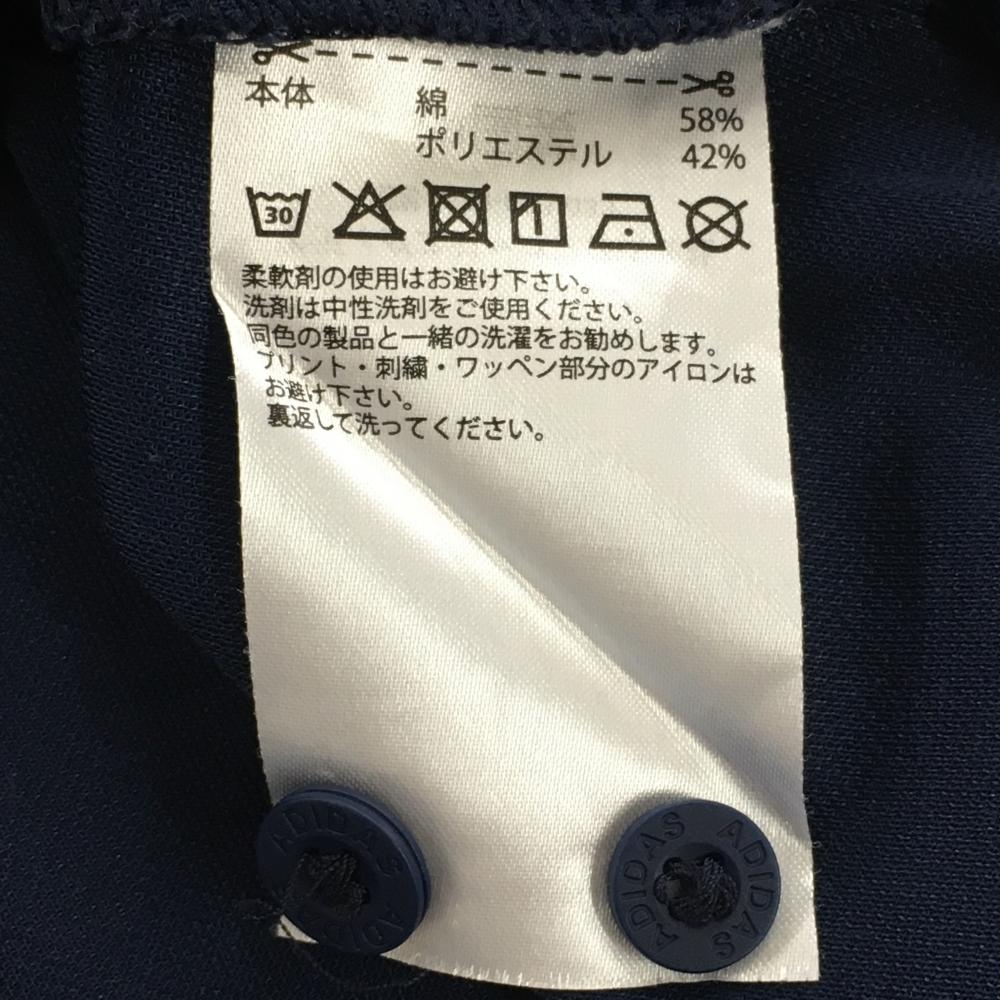 本体 綿 58%
ポリエステル 42%
30
柔軟剤の使用はお避け下さい。
洗剤は中性洗剤をご使用ください。
同色の製品と一緒の洗濯をお勧めします。
プリント・刺繍・ワッペン部分のアイロンは
お避け下さい。
裏返して洗ってください。
ADIDAS ADID
ADIDAS ADIDAS